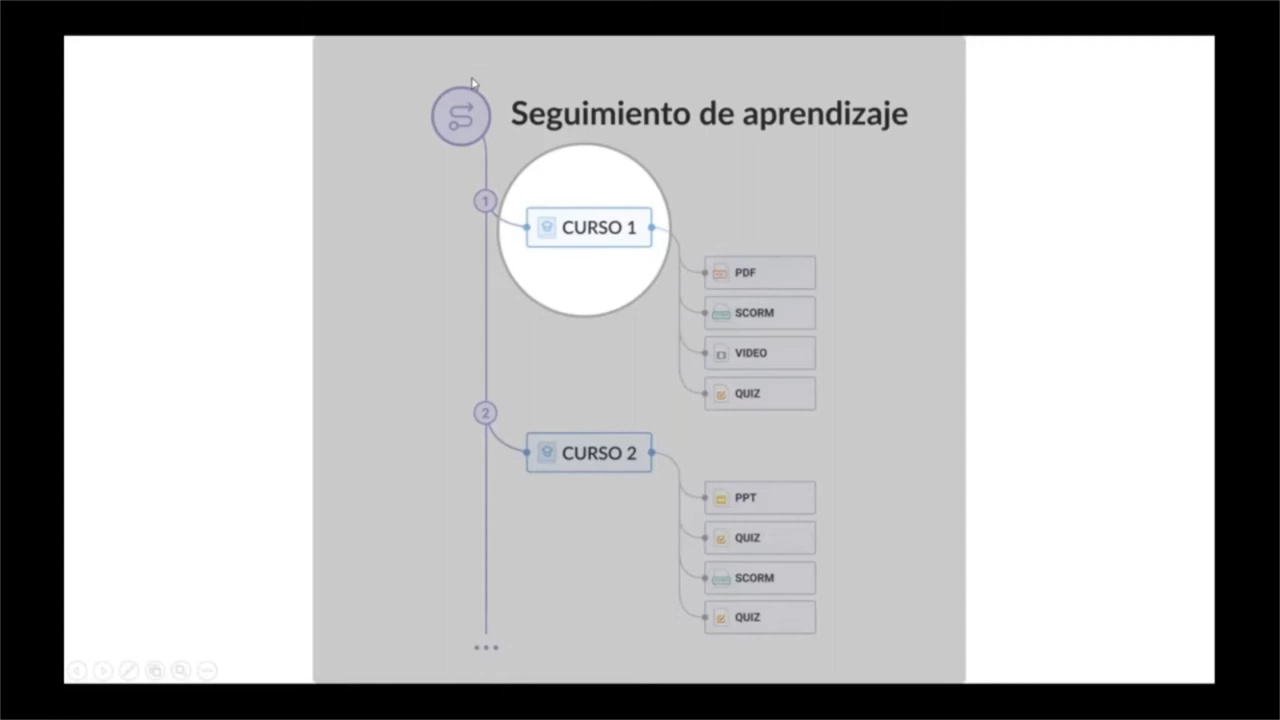 Seguimiento de aprendizaje
1
CURSO 1
PDF
SCORM
VIDEO
QUIZ
2
CURSO 2
PPT
QUIZ
SCORM
QUIZ
...